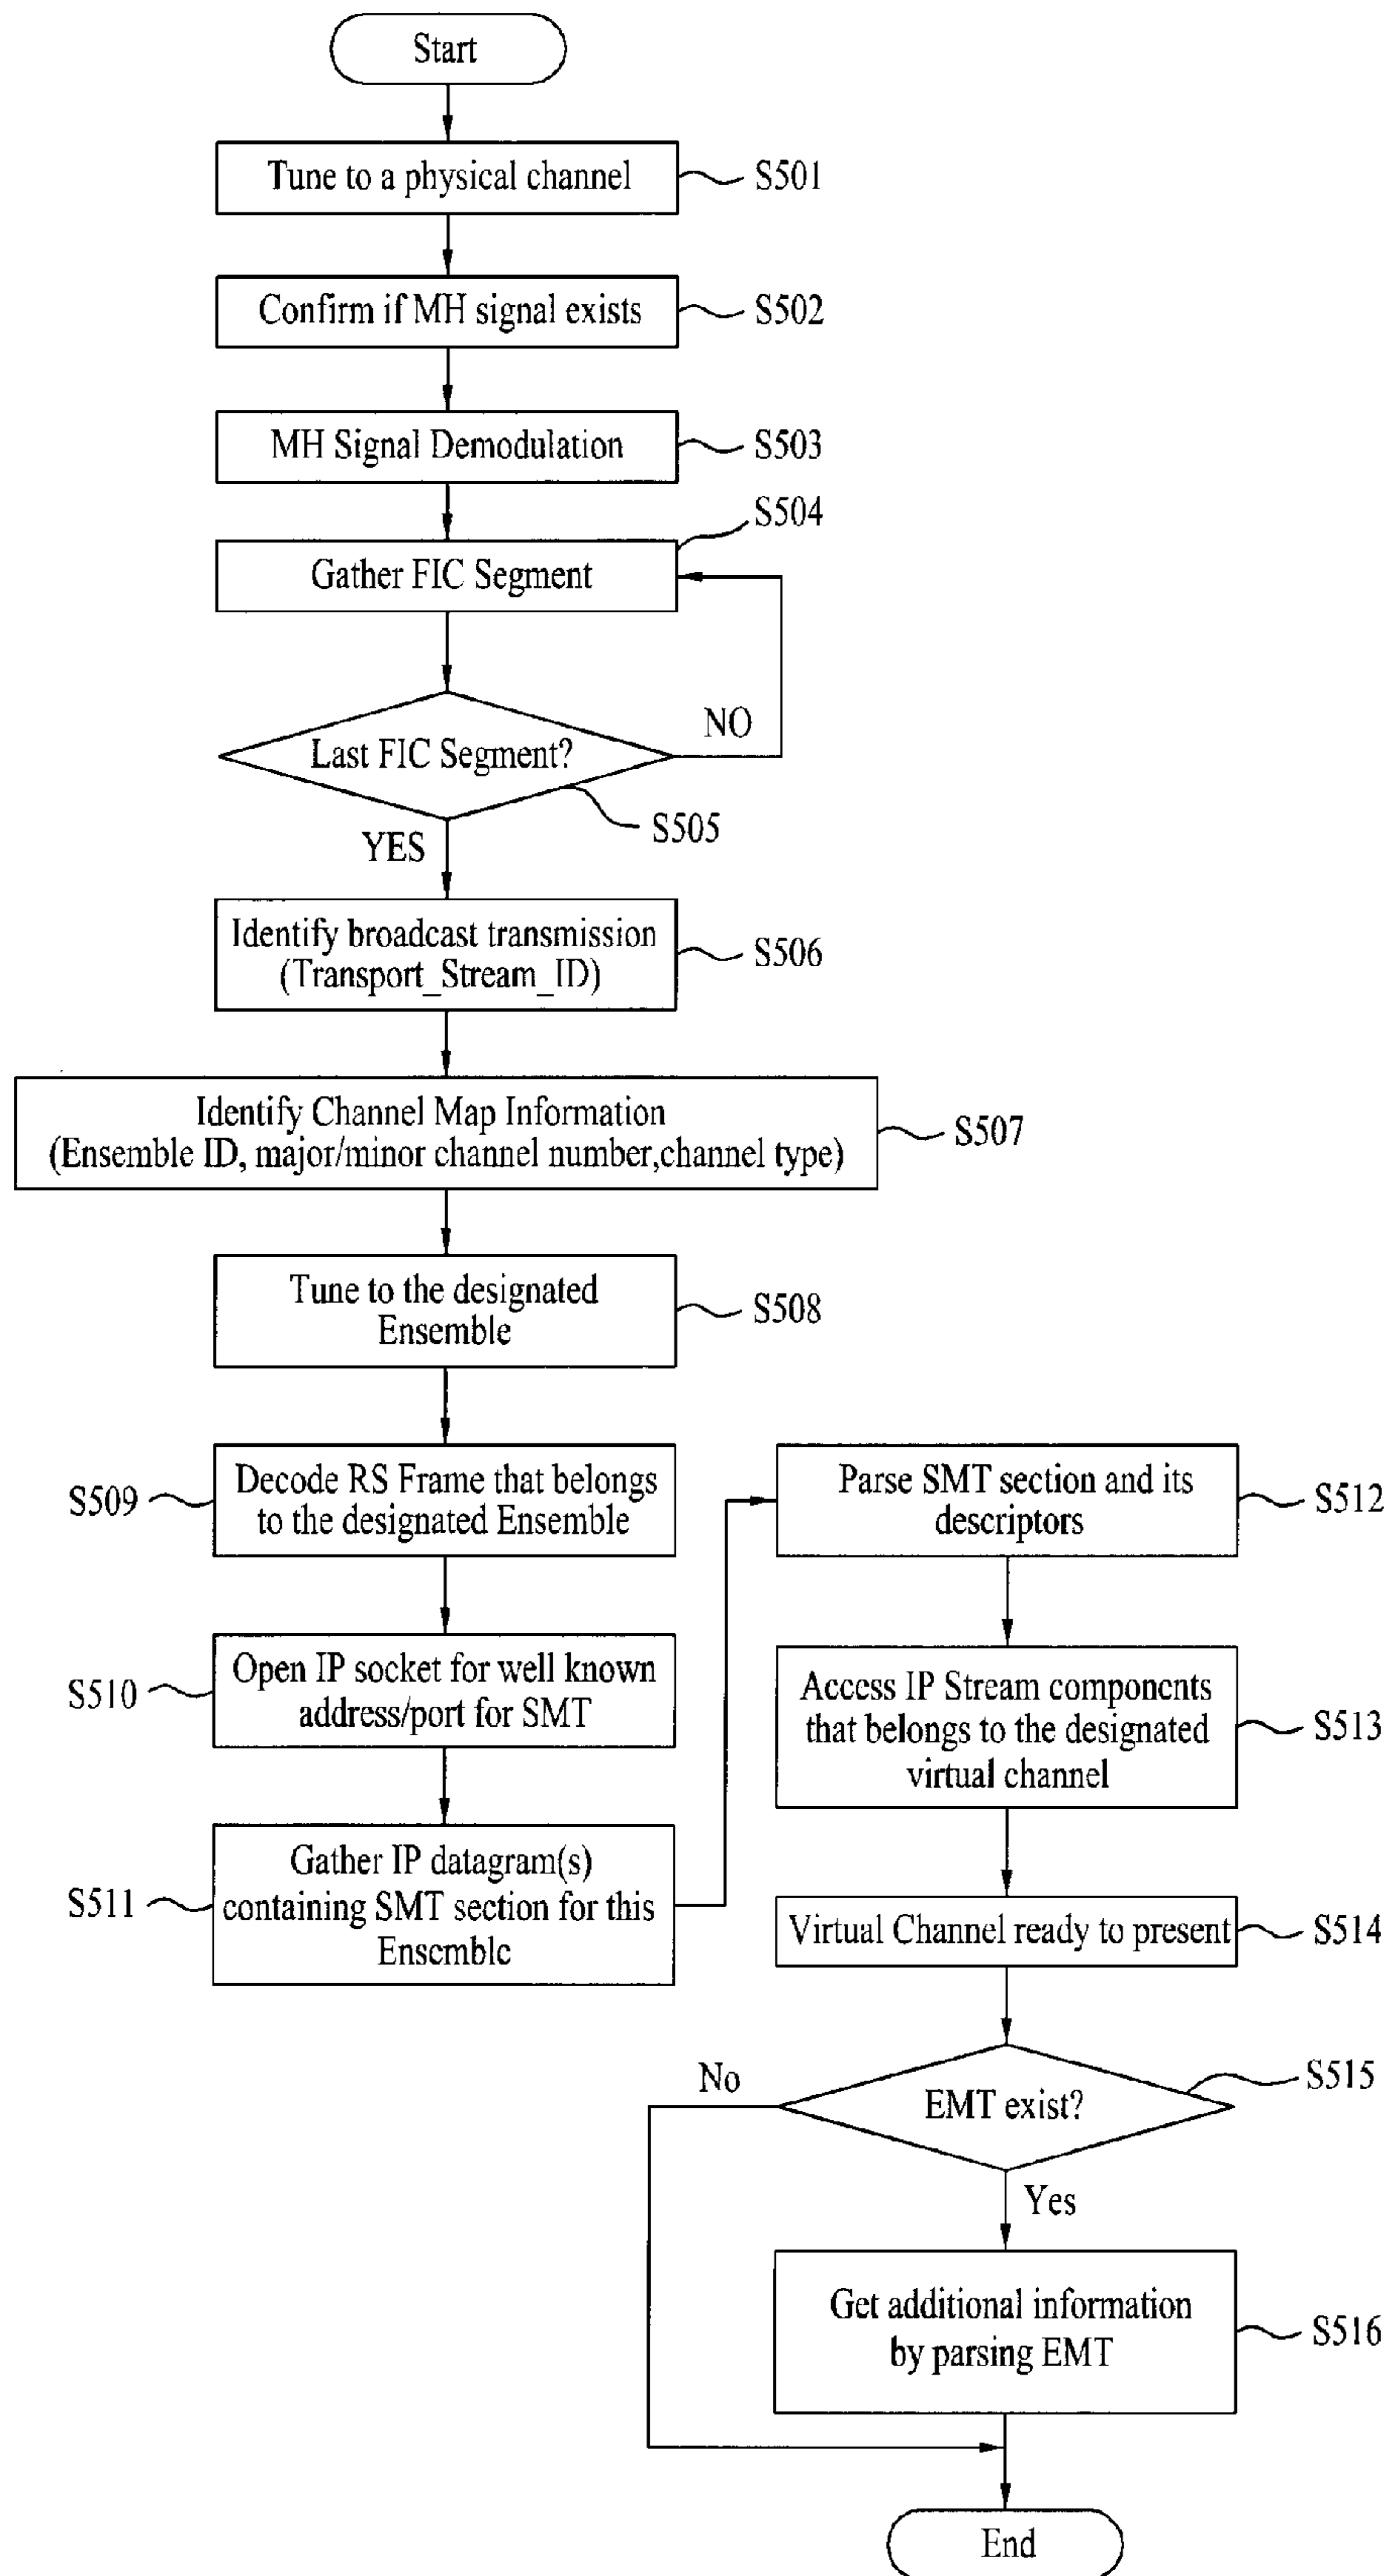 Start
Tune to a physical channel
S501
Confirm if MH signal exists
S502
MH Signal Demodulation
S503
S504
Gather FIC Segment
NO
Last FIC Segment?
S505
YES
Identify broadcast transmission
(Transport_Stream_ID)
S506
Identify Channel Map Information
(Ensemble ID, major/minor channel number,channel type)
S507
Tune to the designated
Ensemble
S508
S509
Decode RS Frame that belongs
to the designated Ensemble
S510
Open IP socket for well known
address/port for SMT
S511
Gather IP datagram(s)
containing SMT section for this
Ensemble
Parse SMT section and its
descriptors
S512
Access IP Stream components
that belongs to the designated
virtual channel
S513
Virtual Channel ready to present
S514
No
EMT exist?
S515
Yes
Get additional information
by parsing EMT
S516
End